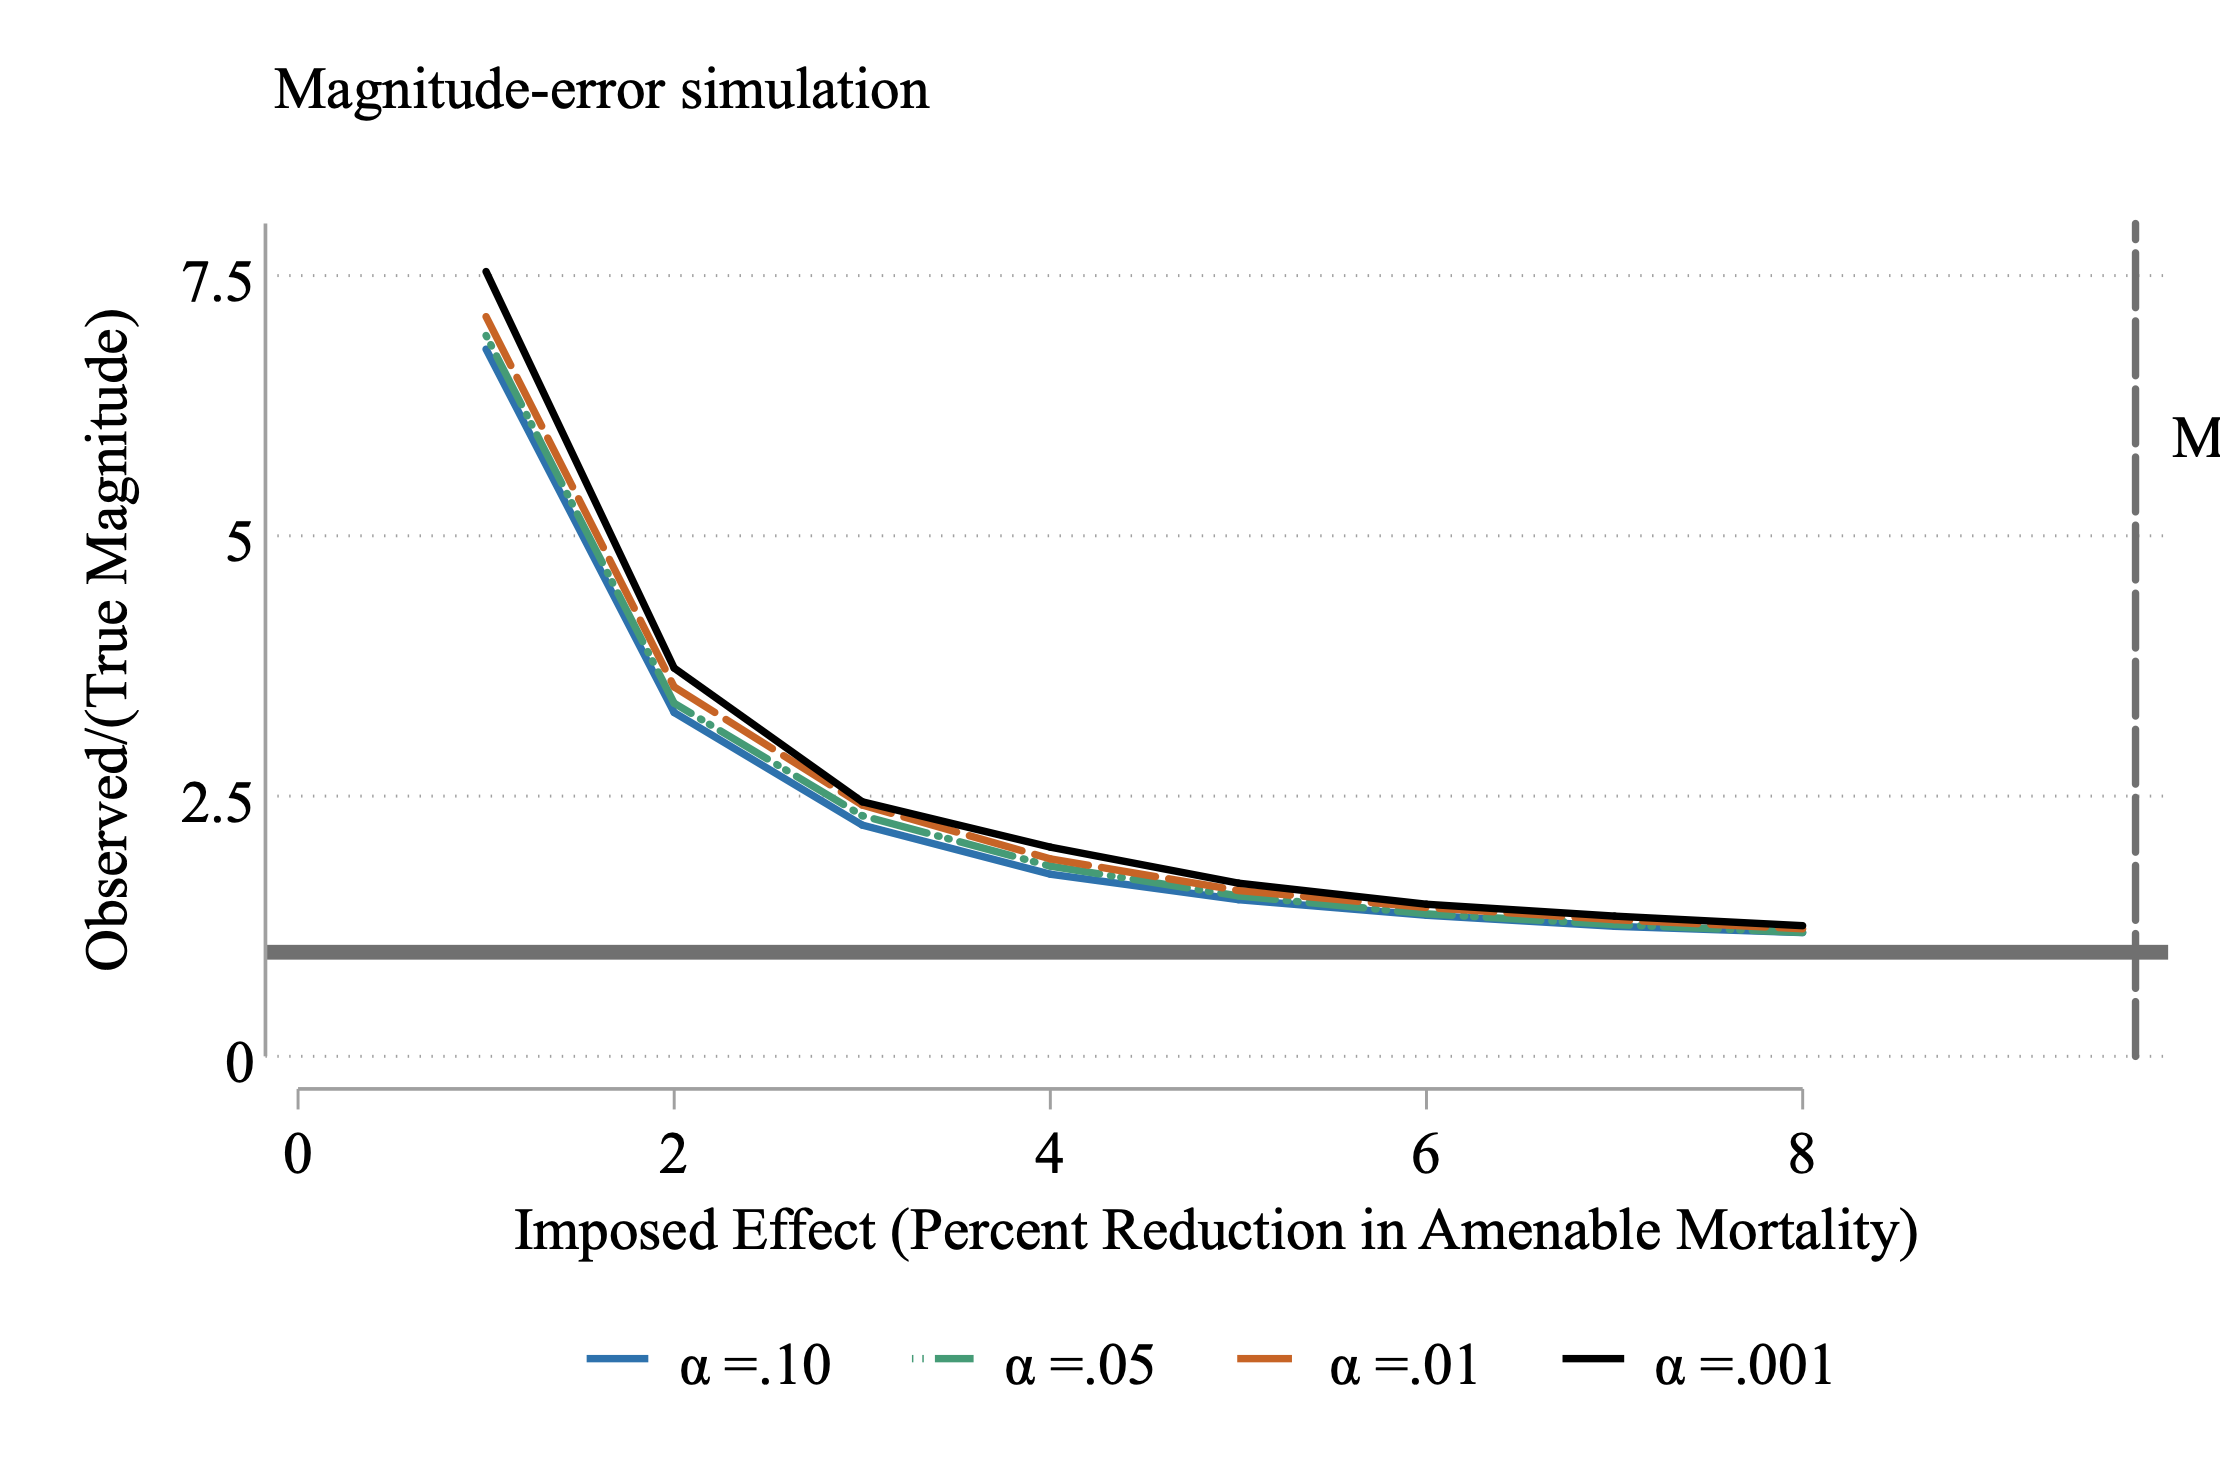 Magnitude-error simulation
Observed/(True Magnitude)
7.5
5
2.5
0
M
0 2 4 6 8
Imposed Effect (Percent Reduction in Amenable Mortality)
α =.10 α =.05 α =.01 α =.001